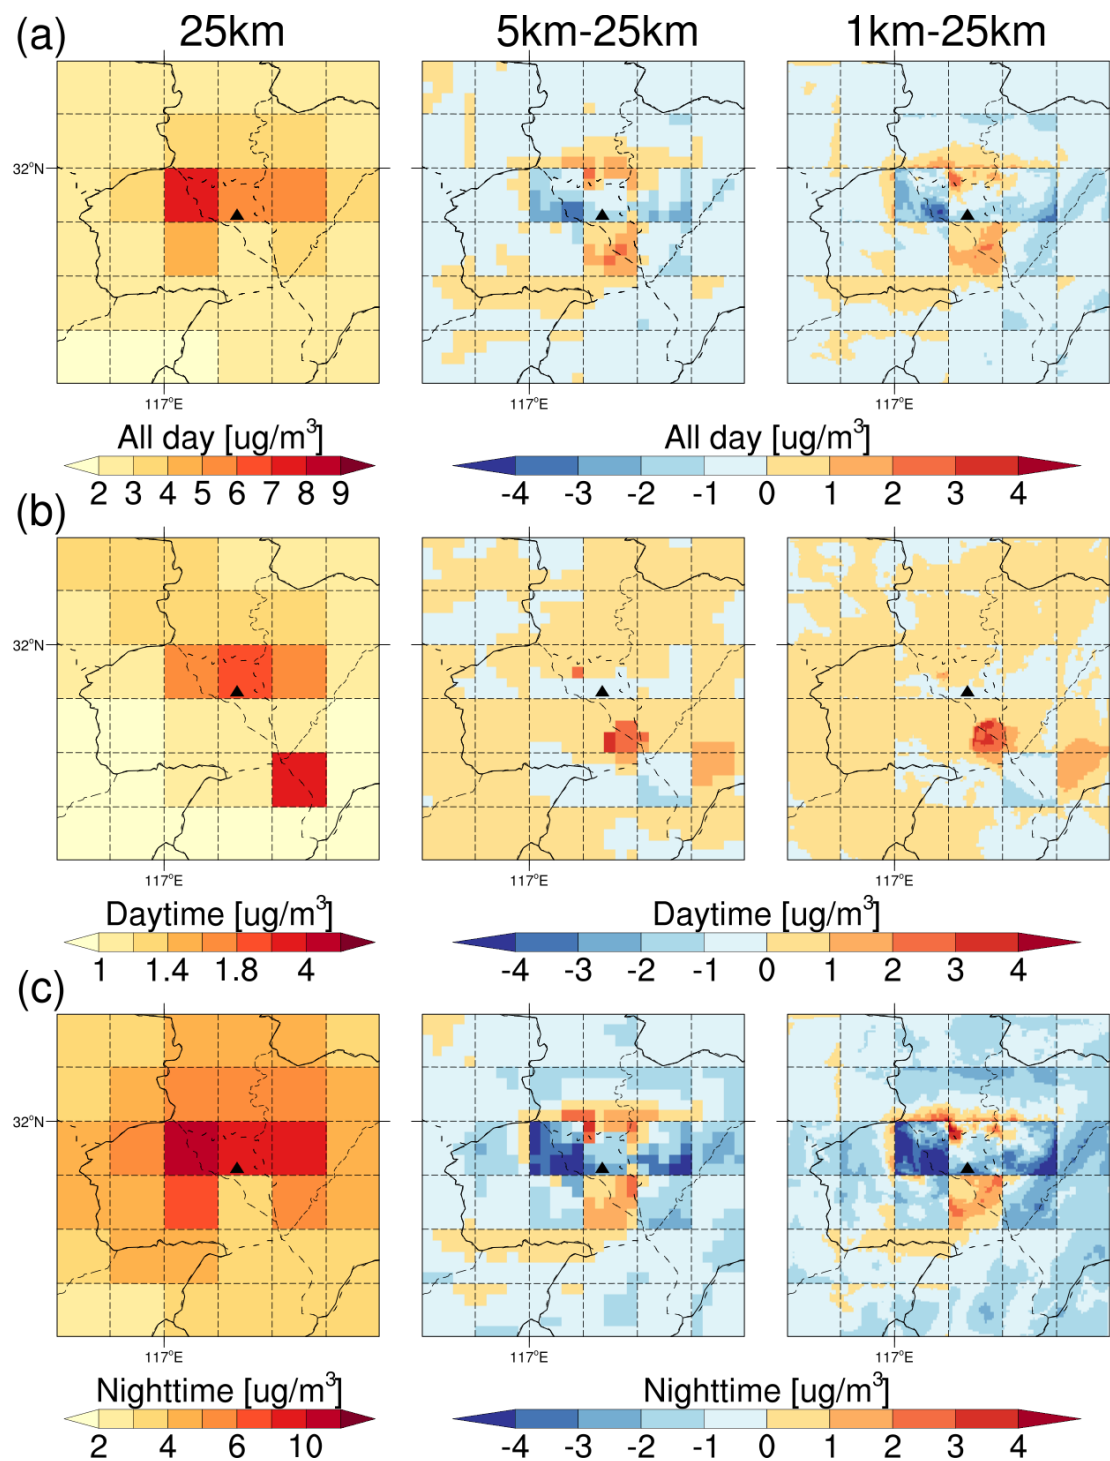 (a) 25km 5km-25km 1km-25km
32°N
117°E 117°E 117°E
All day [ug/m³] All day [ug/m³]
2 3 4 5 6 7 8 9 -4 -3 -2 -1 0 1 2 3 4
(b)
32°N
117°E 117°E 117°E
Daytime [ug/m³] Daytime [ug/m³]
1 1.4 1.8 4 -4 -3 -2 -1 0 1 2 3 4
(c)
32°N
117°E 117°E 117°E
Nighttime [ug/m³] Nighttime [ug/m³]
2 4 6 10 -4 -3 -2 -1 0 1 2 3 4